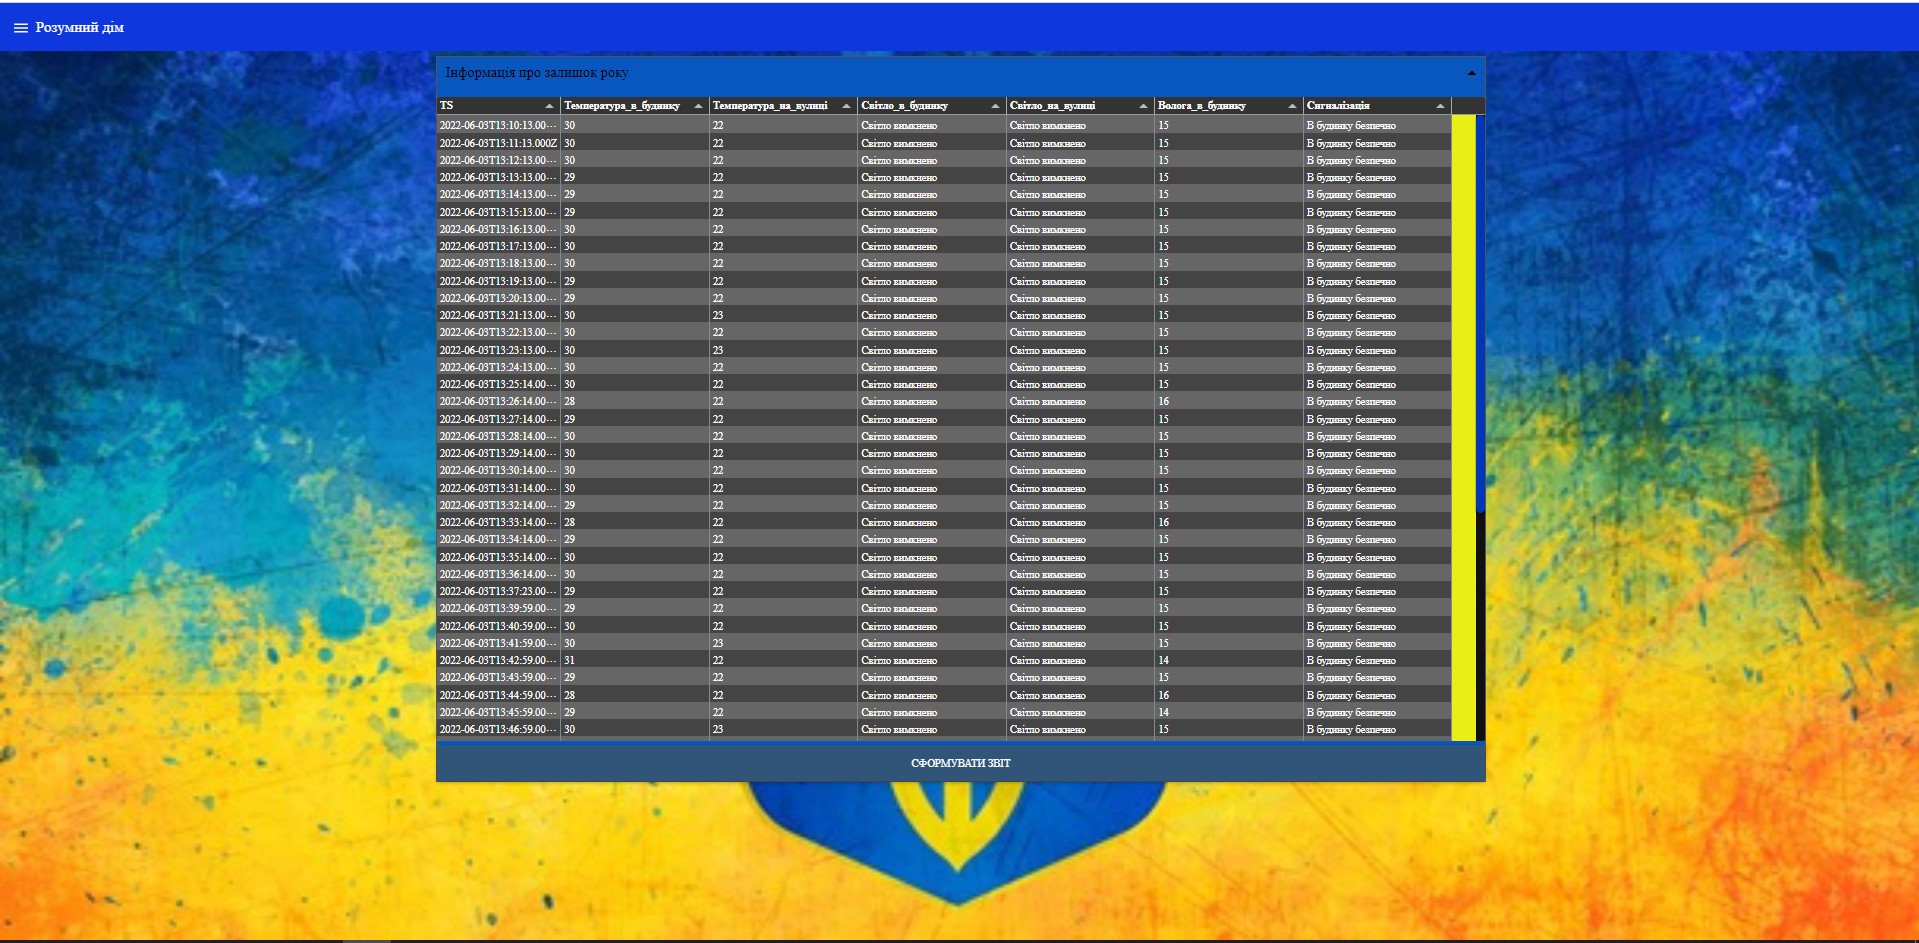 Розумний дім
Інформація про залишок року
TS Температура_в_будинку Температура_на_вулиці Світло_в_будинку Світло_на_вулиці Волога_в_будинку Сигналізація
2022-06-03T13:10:13.00··· 30 22 Світло вимкнено Світло вимкнено 15 В будинку безпечно
2022-06-03T13:11:13.000Z 30 22 Світло вимкнено Світло вимкнено 15 В будинку безпечно
2022-06-03T13:12:13.00··· 30 22 Світло вимкнено Світло вимкнено 15 В будинку безпечно
2022-06-03T13:13:13.00··· 29 22 Світло вимкнено Світло вимкнено 15 В будинку безпечно
2022-06-03T13:14:13.00··· 29 22 Світло вимкнено Світло вимкнено 15 В будинку безпечно
2022-06-03T13:15:13.00··· 29 22 Світло вимкнено Світло вимкнено 15 В будинку безпечно
2022-06-03T13:16:13.00··· 30 22 Світло вимкнено Світло вимкнено 15 В будинку безпечно
2022-06-03T13:17:13.00··· 30 22 Світло вимкнено Світло вимкнено 15 В будинку безпечно
2022-06-03T13:18:13.00··· 30 22 Світло вимкнено Світло вимкнено 15 В будинку безпечно
2022-06-03T13:19:13.00··· 29 22 Світло вимкнено Світло вимкнено 15 В будинку безпечно
2022-06-03T13:20:13.00··· 29 22 Світло вимкнено Світло вимкнено 15 В будинку безпечно
2022-06-03T13:21:13.00··· 30 23 Світло вимкнено Світло вимкнено 15 В будинку безпечно
2022-06-03T13:22:13.00··· 30 22 Світло вимкнено Світло вимкнено 15 В будинку безпечно
2022-06-03T13:23:13.00··· 30 23 Світло вимкнено Світло вимкнено 15 В будинку безпечно
2022-06-03T13:24:13.00··· 30 22 Світло вимкнено Світло вимкнено 15 В будинку безпечно
2022-06-03T13:25:14.00··· 30 22 Світло вимкнено Світло вимкнено 15 В будинку безпечно
2022-06-03T13:26:14.00··· 28 22 Світло вимкнено Світло вимкнено 16 В будинку безпечно
2022-06-03T13:27:14.00··· 29 22 Світло вимкнено Світло вимкнено 15 В будинку безпечно
2022-06-03T13:28:14.00··· 30 22 Світло вимкнено Світло вимкнено 15 В будинку безпечно
2022-06-03T13:29:14.00··· 30 22 Світло вимкнено Світло вимкнено 15 В будинку безпечно
2022-06-03T13:30:14.00··· 30 22 Світло вимкнено Світло вимкнено 15 В будинку безпечно
2022-06-03T13:31:14.00··· 30 22 Світло вимкнено Світло вимкнено 15 В будинку безпечно
2022-06-03T13:32:14.00··· 29 22 Світло вимкнено Світло вимкнено 15 В будинку безпечно
2022-06-03T13:33:14.00··· 28 22 Світло вимкнено Світло вимкнено 16 В будинку безпечно
2022-06-03T13:34:14.00··· 29 22 Світло вимкнено Світло вимкнено 15 В будинку безпечно
2022-06-03T13:35:14.00··· 30 22 Світло вимкнено Світло вимкнено 15 В будинку безпечно
2022-06-03T13:36:14.00··· 30 22 Світло вимкнено Світло вимкнено 15 В будинку безпечно
2022-06-03T13:37:23.00··· 29 22 Світло вимкнено Світло вимкнено 15 В будинку безпечно
2022-06-03T13:39:59.00··· 29 22 Світло вимкнено Світло вимкнено 15 В будинку безпечно
2022-06-03T13:40:59.00··· 30 22 Світло вимкнено Світло вимкнено 15 В будинку безпечно
2022-06-03T13:41:59.00··· 30 23 Світло вимкнено Світло вимкнено 15 В будинку безпечно
2022-06-03T13:42:59.00··· 31 22 Світло вимкнено Світло вимкнено 14 В будинку безпечно
2022-06-03T13:43:59.00··· 29 22 Світло вимкнено Світло вимкнено 15 В будинку безпечно
2022-06-03T13:44:59.00··· 28 22 Світло вимкнено Світло вимкнено 16 В будинку безпечно
2022-06-03T13:45:59.00··· 29 22 Світло вимкнено Світло вимкнено 14 В будинку безпечно
2022-06-03T13:46:59.00··· 30 23 Світло вимкнено Світло вимкнено 15 В будинку безпечно
СФОРМУВАТИ ЗВІТ